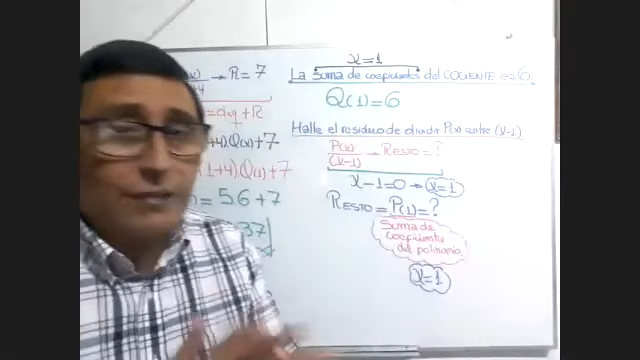 x=1
La suma de coeficientes del COCIENTE es 6.
Q(1)=6
Halle el residuo de dividir P(x) entre (x-1)
P(x)
(x-1)
→ RESTO=?
x-1=0 → x=1
RESTO = P(1) = ?
Suma de
coeficientes
del polinomio
x=1
→ R= 7
=dq+R
+4).Q(x)+7
1+4).Q(1)+7
= 5.6+7
37